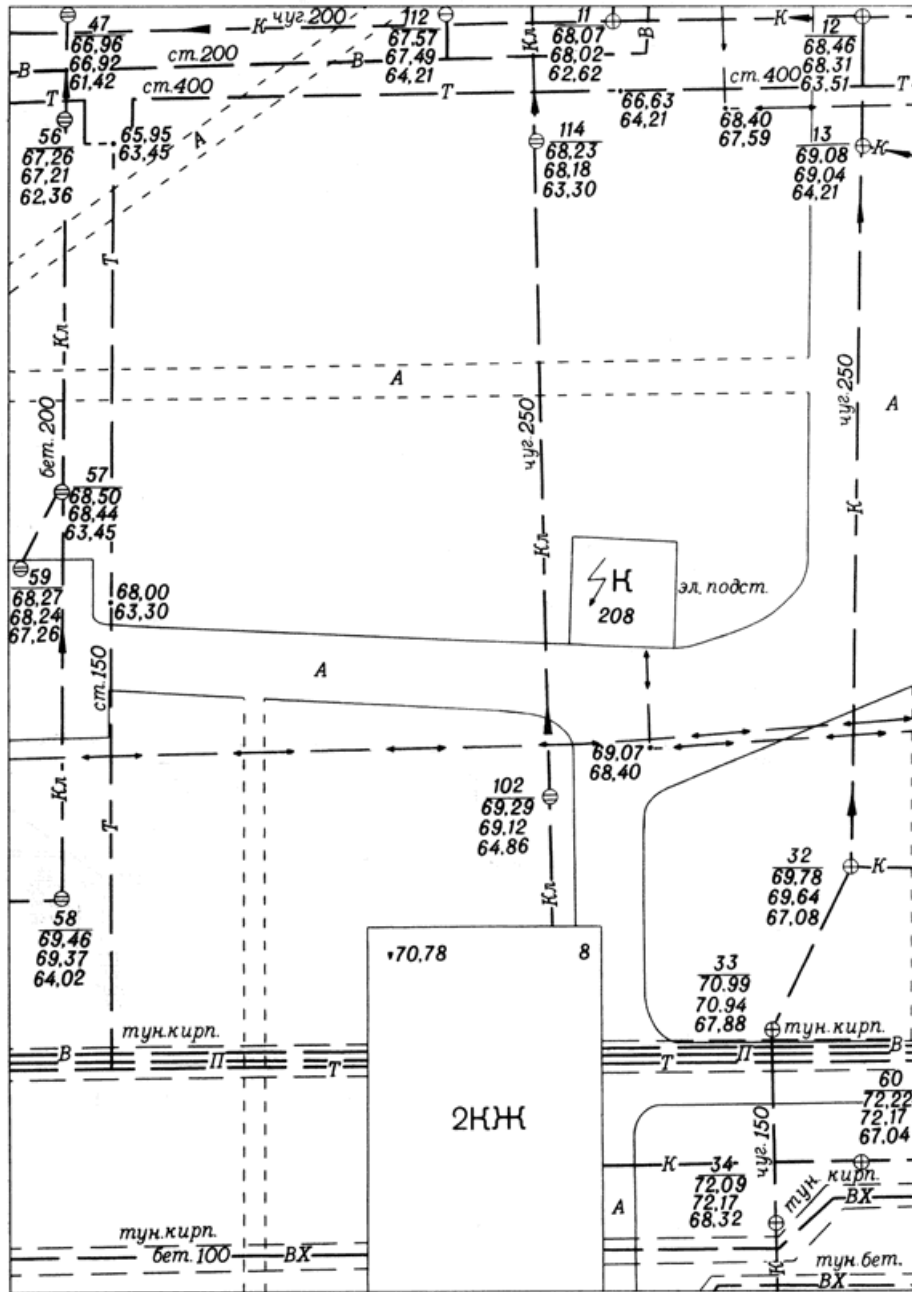 47
66,96
66,92
61,42
К
чуг.200
112
67,57
67,49
64,21
Кл
11
68,07
68,02
62,62
В
К
12
68,46
68,31
63,51
В
ст.200
В
Т
ст.400
Т
ст.400
Т
А
66,63
64,21
68,40
67,59
56
67,26
67,21
62,36
65,95
63,45
114
68,23
68,18
63,30
13
69,08
69,04
64,21
К
Т
Кл
А
чуг.250
А
бет.200
чуг.250
57
68,50
68,44
63,45
К
Кл
59
68,27
68,24
67,26
68,00
63,30
Н
208
эл. подст.
ст.150
А
69,07
68,40
Кл
102
69,29
69,12
64,86
Т
32
69,78
69,64
67,08
К
Кл
58
69,46
69,37
64,02
70,78
8
33
70.99
70.94
67,88
тун.кирп.
тун.кирп.
В
П
Т
Т
П
В
60
72,22
72,17
67,04
2НЖ
чуг.150
К
34
72,09
72,17
68,32
тун. кирп.
ВХ
А
тун.кирп.
бет.100
ВХ
К
тун.бет.
ВХ